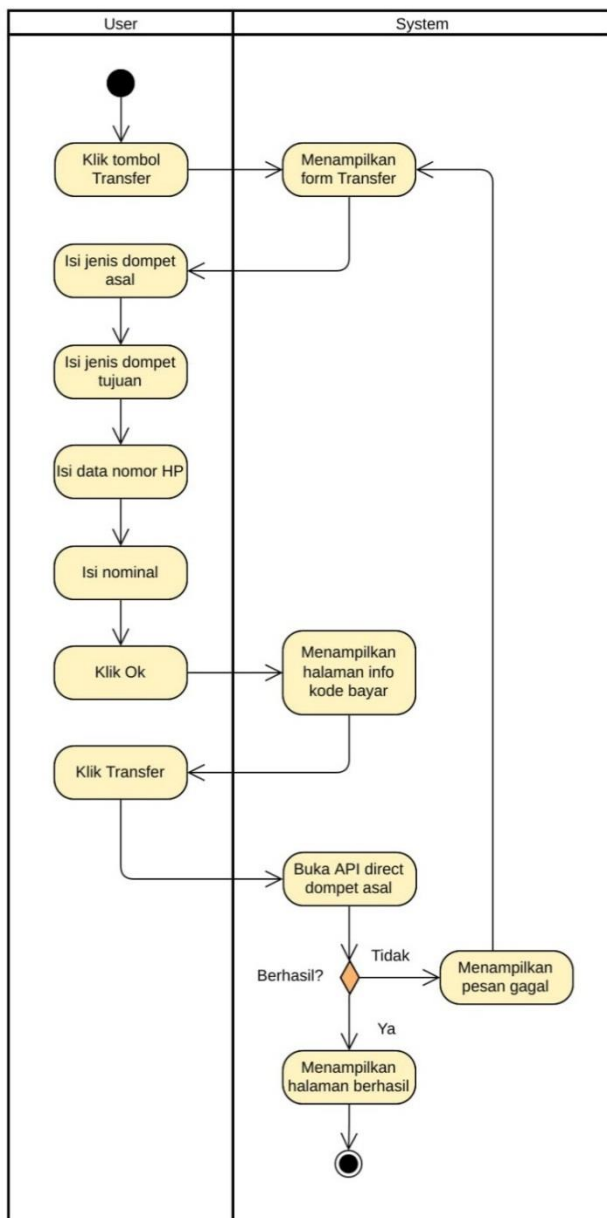 User
System
Klik tombol
Transfer
Menampilkan
form Transfer
Isi jenis dompet
asal
Isi jenis dompet
tujuan
Isi data nomor HP
Isi nominal
Klik Ok
Menampilkan
halaman info
kode bayar
Klik Transfer
Buka API direct
dompet asal
Berhasil?
Tidak
Menampilkan
pesan gagal
Ya
Menampilkan
halaman berhasil